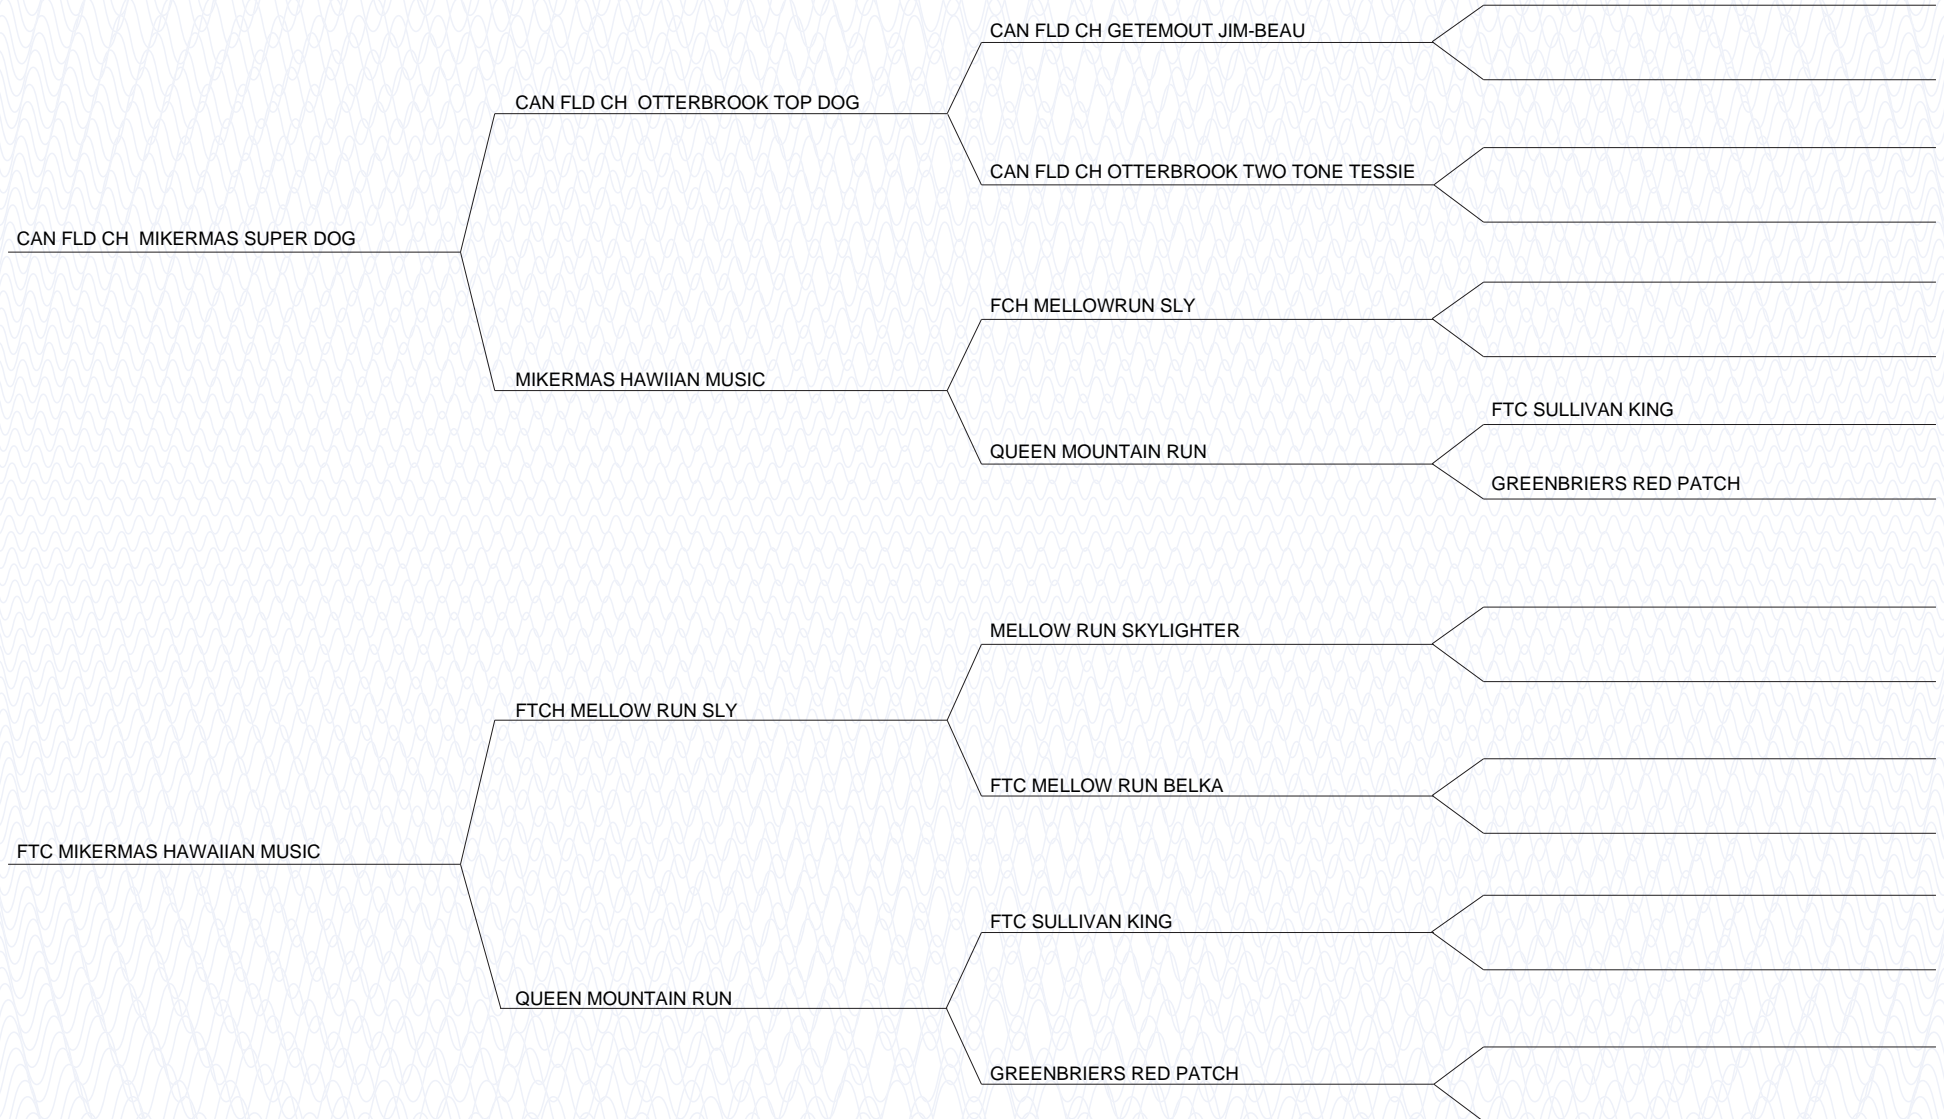 CAN FLD CH GETEMOUT JIM-BEAU
CAN FLD CH  OTTERBROOK TOP DOG
CAN FLD CH OTTERBROOK TWO TONE TESSIE
CAN FLD CH  MIKERMAS SUPER DOG
FCH MELLOWRUN SLY
MIKERMAS HAWIIAN MUSIC
FTC SULLIVAN KING
QUEEN MOUNTAIN RUN
GREENBRIERS RED PATCH
MELLOW RUN SKYLIGHTER
FTCH MELLOW RUN SLY
FTC MELLOW RUN BELKA
FTC MIKERMAS HAWAIIAN MUSIC
FTC SULLIVAN KING
QUEEN MOUNTAIN RUN
GREENBRIERS RED PATCH